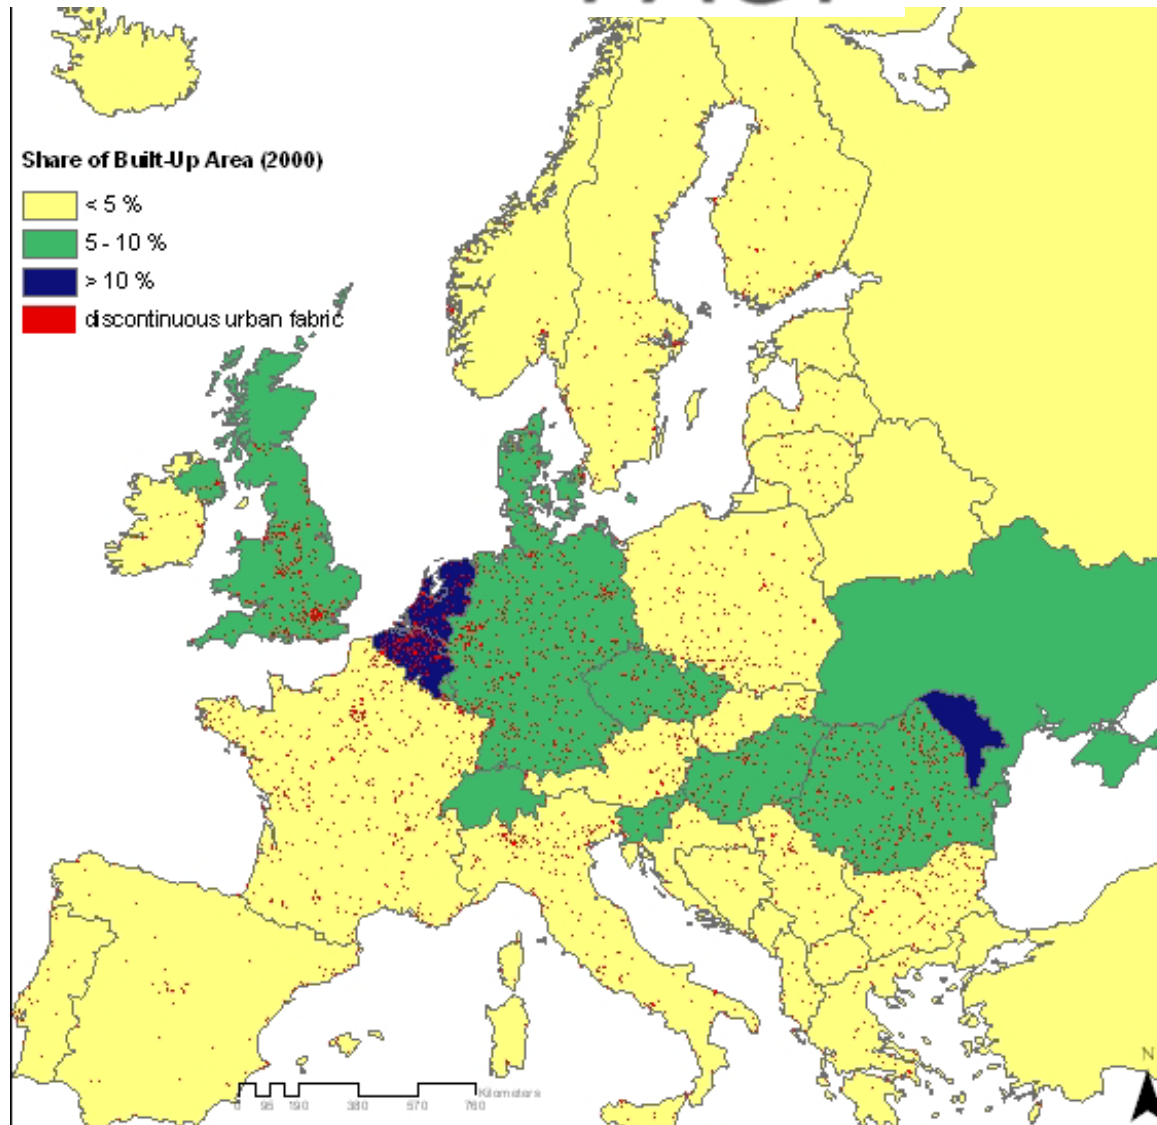 Share of Built-Up Area (2000)
< 5 %
5 - 10 %
> 10 %
discontinuous urban fabric
N
Kilometers
0 95 190 380 570 760